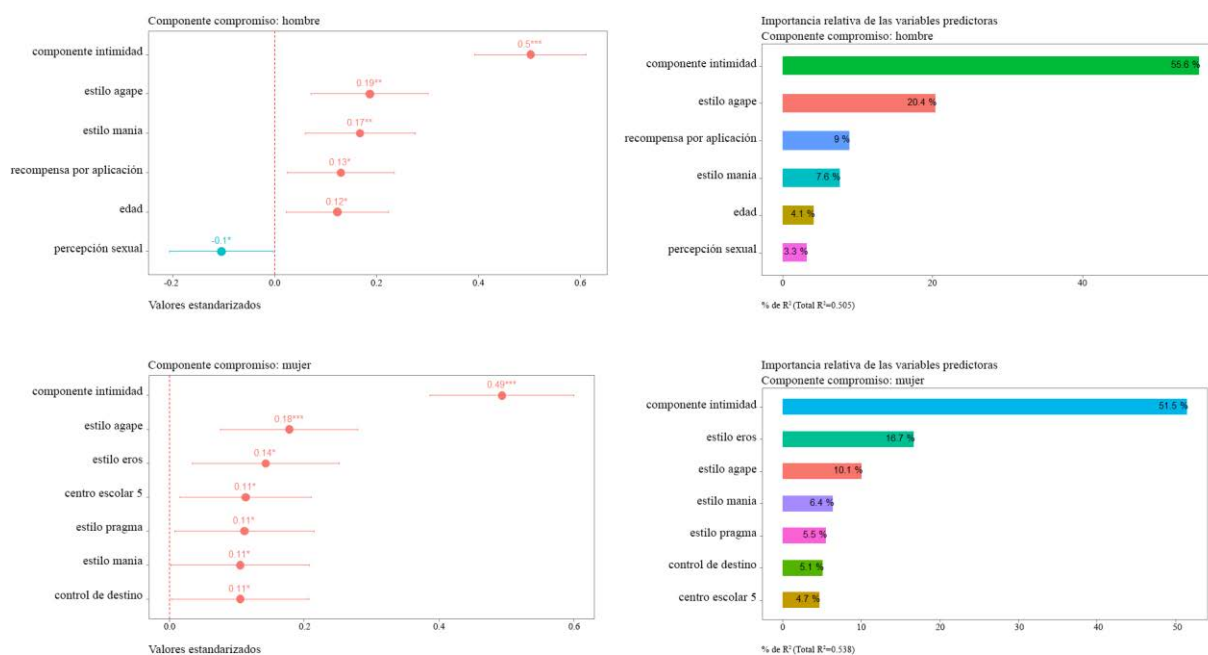 Componente compromiso: hombre
componente intimidad
0.5***
estilo agape
0.19**
estilo mania
0.17**
recompensa por aplicación
0.13*
edad
0.12*
percepción sexual
-0.1*
-0.2
0.0
0.2
0.4
0.6
Valores estandarizados
Importancia relativa de las variables predictoras
Componente compromiso: hombre
componente intimidad
55.6 %
estilo agape
20.4 %
recompensa por aplicación
9 %
estilo mania
7.6 %
edad
4.1 %
percepción sexual
3.3 %
0
20
40
% de R² (Total R²=0.505)
Componente compromiso: mujer
componente intimidad
0.49***
estilo agape
0.18***
estilo eros
0.14*
centro escolar 5
0.11*
estilo pragma
0.11*
estilo mania
0.11*
control de destino
0.11*
0.0
0.2
0.4
0.6
Valores estandarizados
Importancia relativa de las variables predictoras
Componente compromiso: mujer
componente intimidad
51.5 %
estilo eros
16.7 %
estilo agape
10.1 %
estilo mania
6.4 %
estilo pragma
5.5 %
control de destino
5.1 %
centro escolar 5
4.7 %
0
10
20
30
40
50
% de R² (Total R²=0.538)